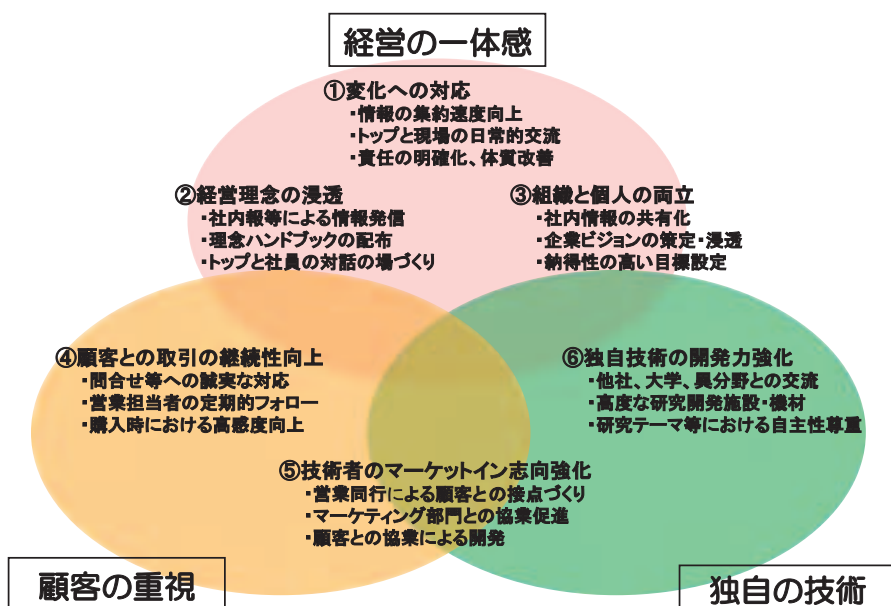 経営の一体感
①変化への対応
・情報の集約速度向上
・トップと現場の日常的交流
・責任の明確化、体質改善
②経営理念の浸透
・社内報等による情報発信
・理念ハンドブックの配布
・トップと社員の対話の場づくり
③組織と個人の両立
・社内情報の共有化
・企業ビジョンの策定・浸透
・納得性の高い目標設定
④顧客との取引の継続性向上
・問合せ等への誠実な対応
・営業担当者の定期的フォロー
・購入時における高感度向上
⑥独自技術の開発力強化
・他社、大学、異分野との交流
・高度な研究開発施設・機材
・研究テーマ等における自主性尊重
⑤技術者のマーケットイン志向強化
・営業同行による顧客との接点づくり
・マーケティング部門との協業促進
・顧客との協業による開発
顧客の重視
独自の技術